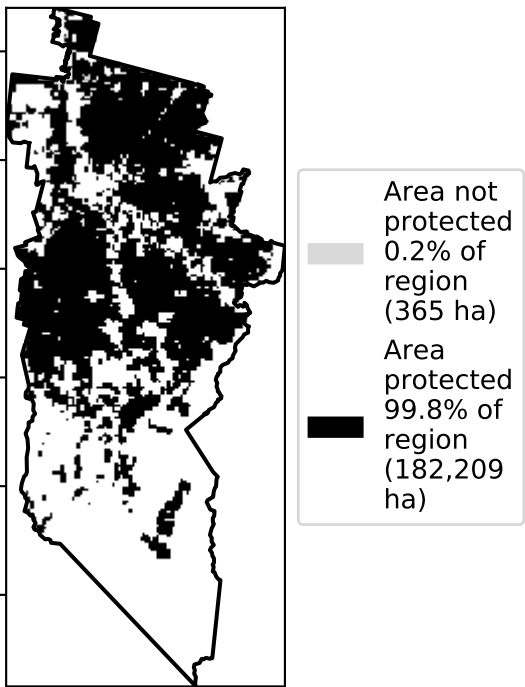 Area not
protected
0.2% of
region
(365 ha)
Area
protected
99.8% of
region
(182,209
ha)